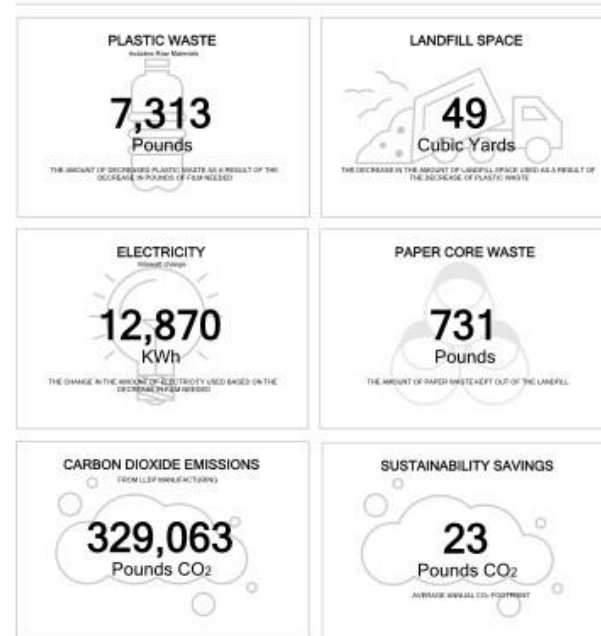 PLASTIC WASTE
Includes Raw Materials
7,313
Pounds
THE AMOUNT OF DECREASED PLASTIC WASTE AS A RESULT OF THE
DECREASE IN POUNDS OF FILM NEEDED
LANDFILL SPACE
49
Cubic Yards
THE DECREASE IN THE AMOUNT OF LANDFILL SPACE USED AS A RESULT OF
THE DECREASE OF PLASTIC WASTE
ELECTRICITY
change
12,870
KWh
THE CHANGE IN THE AMOUNT OF ELECTRICITY USED BASED ON THE
DECREASE IN FILM NEEDED
PAPER CORE WASTE
731
Pounds
THE AMOUNT OF PAPER WASTE KEPT OUT OF THE LANDFILL
CARBON DIOXIDE EMISSIONS
FROM LLDP MANUFACTURING
329,063
Pounds CO2
SUSTAINABILITY SAVINGS
23
Pounds CO2
AVERAGE ANNUAL CO2 FOOTPRINT